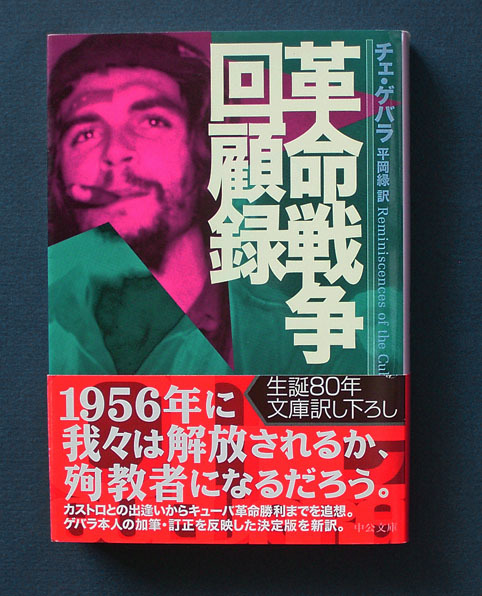 チェ・ゲバラ
平岡緑 訳 Reminiscences of the Cu
革命戦争
回顧録
生誕80年
文庫訳し下ろし
1956年に
我々は解放されるか、
殉教者になるだろう。
カストロとの出逢いからキューバ革命勝利までを追想。
ゲバラ本人の加筆・訂正を反映した決定版を新訳。
中公文庫